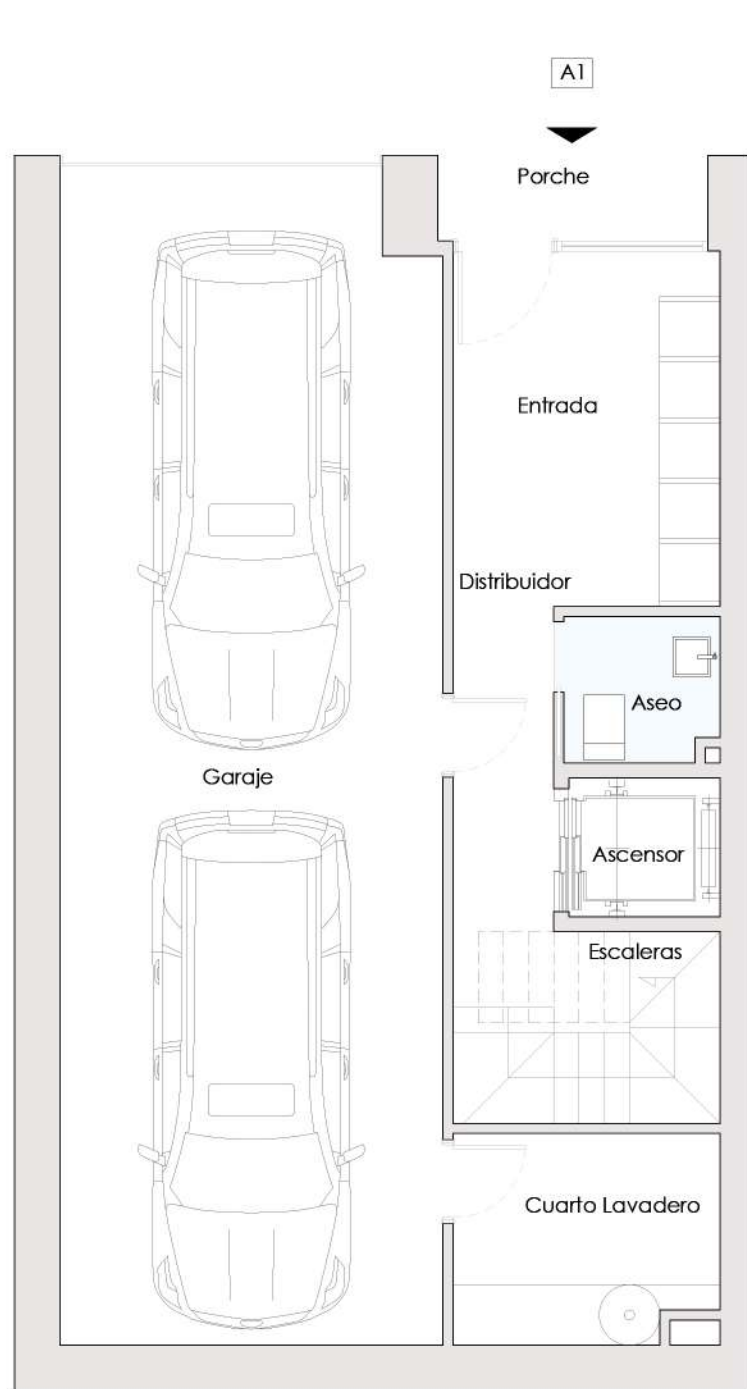 A1
Porche
Entrada
Distribuidor
Aseo
Garaje
Ascensor
Escaleras
Cuarto Lavadero